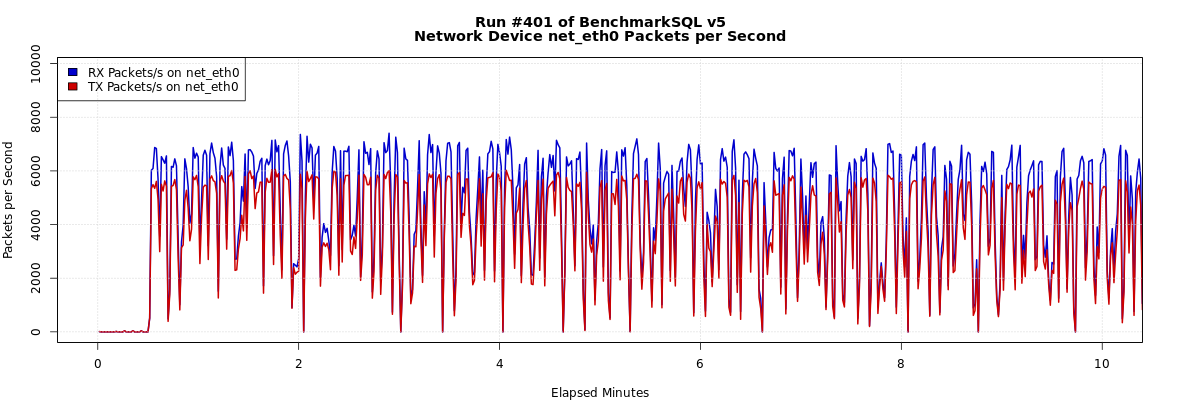 Run #401 of BenchmarkSQL v5
Network Device net_eth0 Packets per Second
RX Packets/s on net_eth0
TX Packets/s on net_eth0
Packets per Second
10000
8000
6000
4000
2000
0
0 2 4 6 8 10
Elapsed Minutes